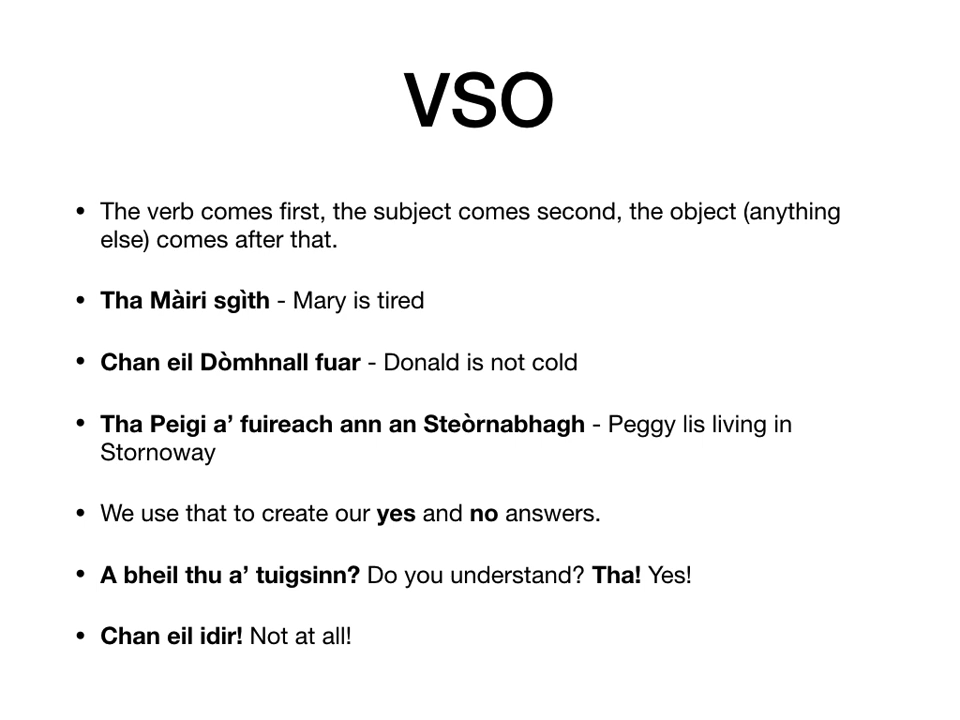 VSO
• The verb comes first, the subject comes second, the object (anything
else) comes after that.
• Tha Màiri sgìth - Mary is tired
• Chan eil Dòmhnall fuar - Donald is not cold
• Tha Peigi a’ fuireach ann an Steòrnabhagh - Peggy lis living in
Stornoway
• We use that to create our yes and no answers.
• A bheil thu a’ tuigsinn? Do you understand? Tha! Yes!
• Chan eil idir! Not at all!